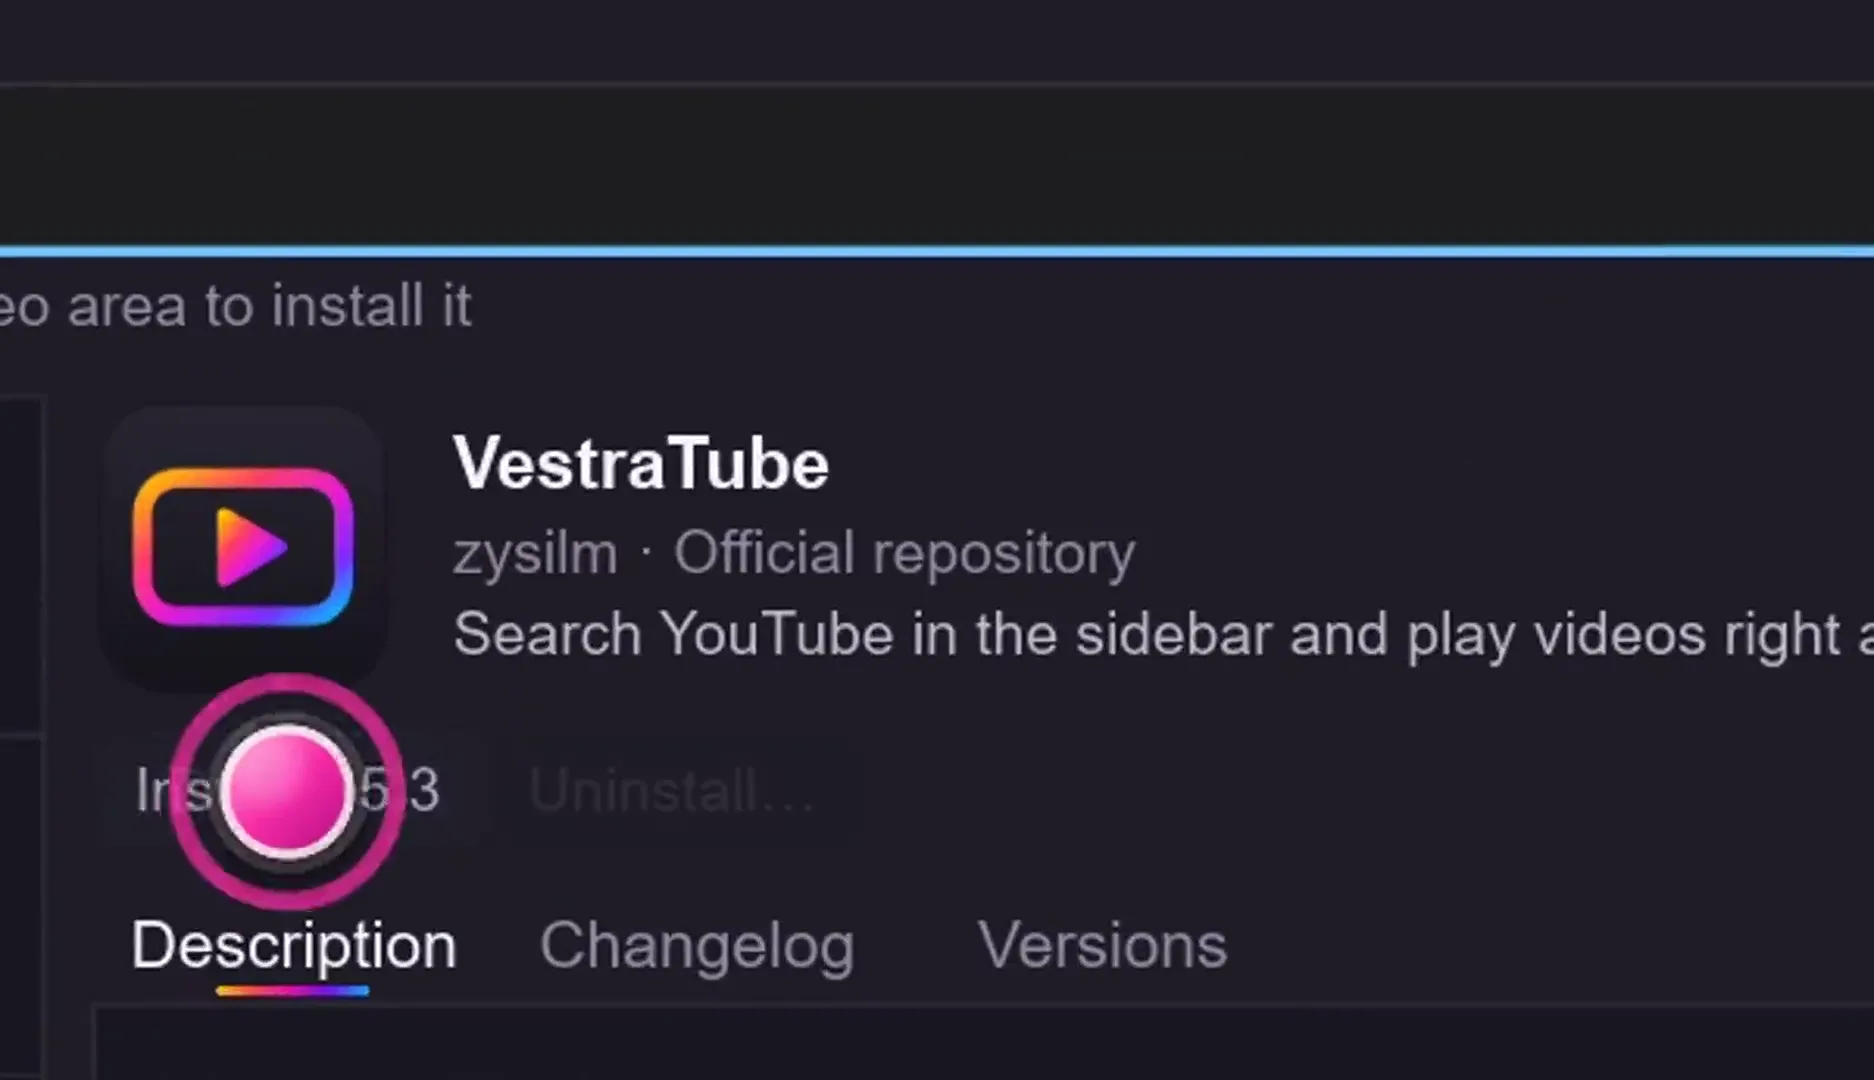 area to install it
VestraTube
zysilm · Official repository
Search YouTube in the sidebar and play videos right
Uninstall...
Description Changelog Versions